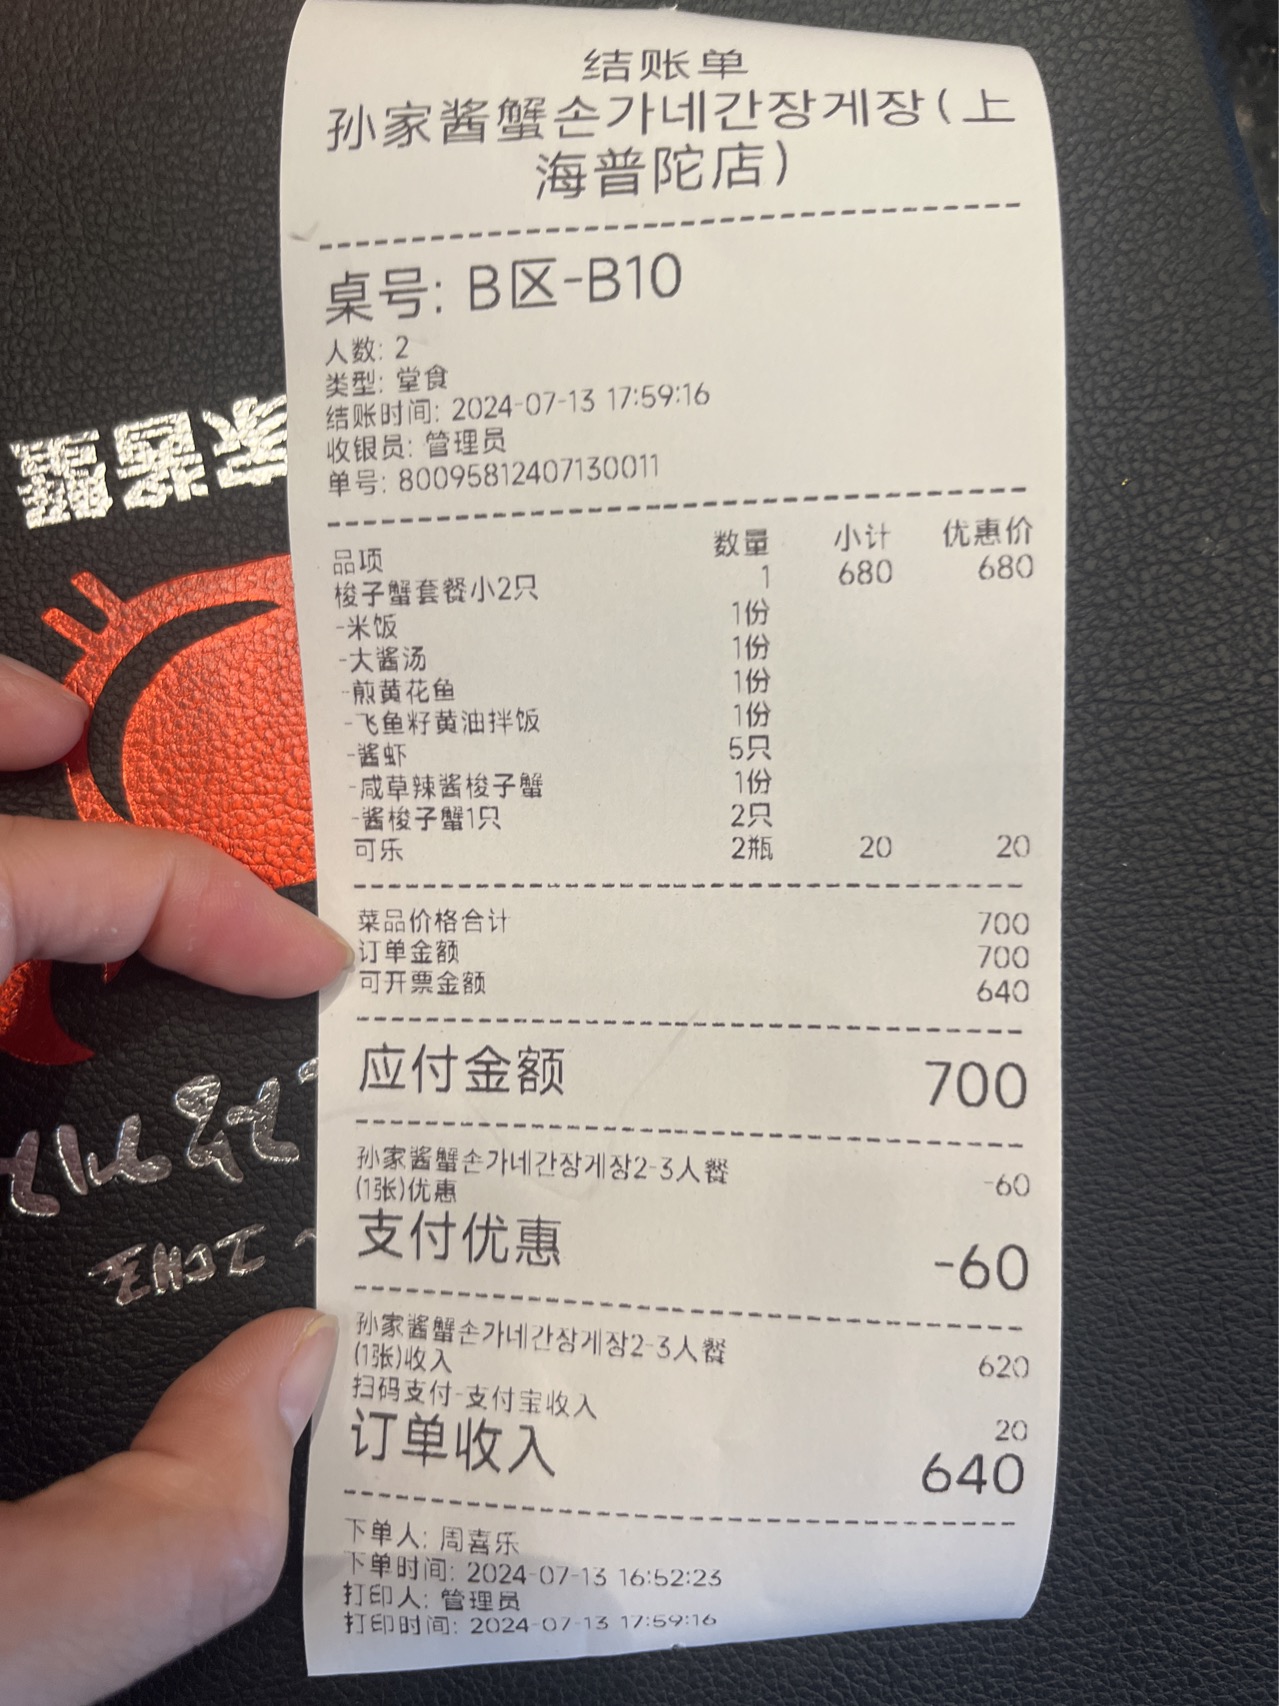 结账单
孙家酱蟹손가네간장게장(上
海普陀店)
桌号: B区-B10
人数: 2
类型: 堂食
结账时间: 2024-07-13 17:59:16
收银员: 管理员
单号: 80095812407130011
品项 数量 小计 优惠价
梭子蟹套餐小2只 1 680 680
-米饭 1份
-大酱汤 1份
-煎黄花鱼 1份
-飞鱼籽黄油拌饭 1份
-酱虾 5只
-咸草辣酱梭子蟹 1份
-酱梭子蟹1只 2只
可乐 2瓶 20 20
菜品价格合计 700
订单金额 700
可开票金额 640
应付金额 700
孙家酱蟹손가네간장게장2-3人餐
(1张)优惠 -60
支付优惠 -60
孙家酱蟹손가네간장게장2-3人餐
(1张)收入 620
扫码支付-支付宝收入 20
订单收入 640
下单人: 周喜乐
下单时间: 2024-07-13 16:52:23
打印人: 管理员
打印时间: 2024-07-13 17:59:16
家酱蟹